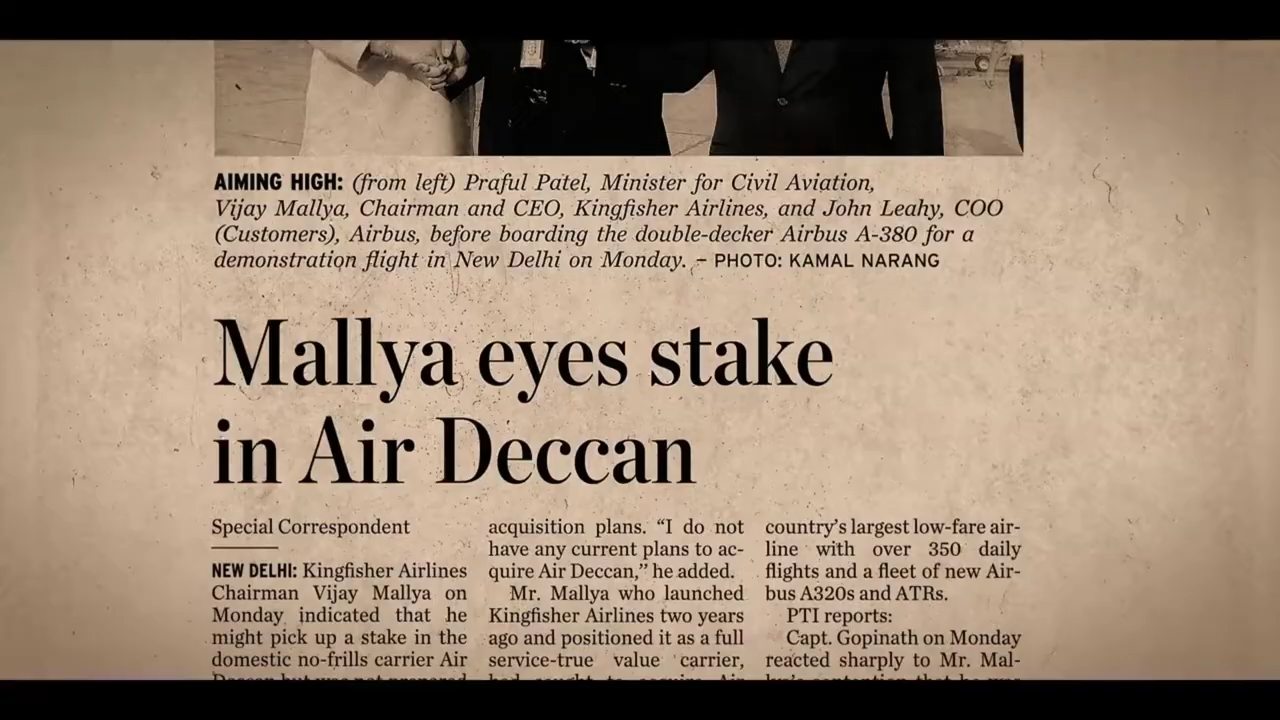 AIMING HIGH: (from left) Praful Patel, Minister for Civil Aviation,
Vijay Mallya, Chairman and CEO, Kingfisher Airlines, and John Leahy, COO
(Customers), Airbus, before boarding the double-decker Airbus A-380 for a
demonstration flight in New Delhi on Monday. – PHOTO: KAMAL NARANG
Mallya eyes stake
in Air Deccan
Special Correspondent
NEW DELHI: Kingfisher Airlines
Chairman Vijay Mallya on
Monday indicated that he
might pick up a stake in the
domestic no-frills carrier Air
acquisition plans. “I do not
have any current plans to ac-
quire Air Deccan,” he added.
Mr. Mallya who launched
Kingfisher Airlines two years
ago and positioned it as a full
service-true value carrier,
country’s largest low-fare air-
line with over 350 daily
flights and a fleet of new Air-
bus A320s and ATRs.
PTI reports:
Capt. Gopinath on Monday
reacted sharply to Mr. Mal-